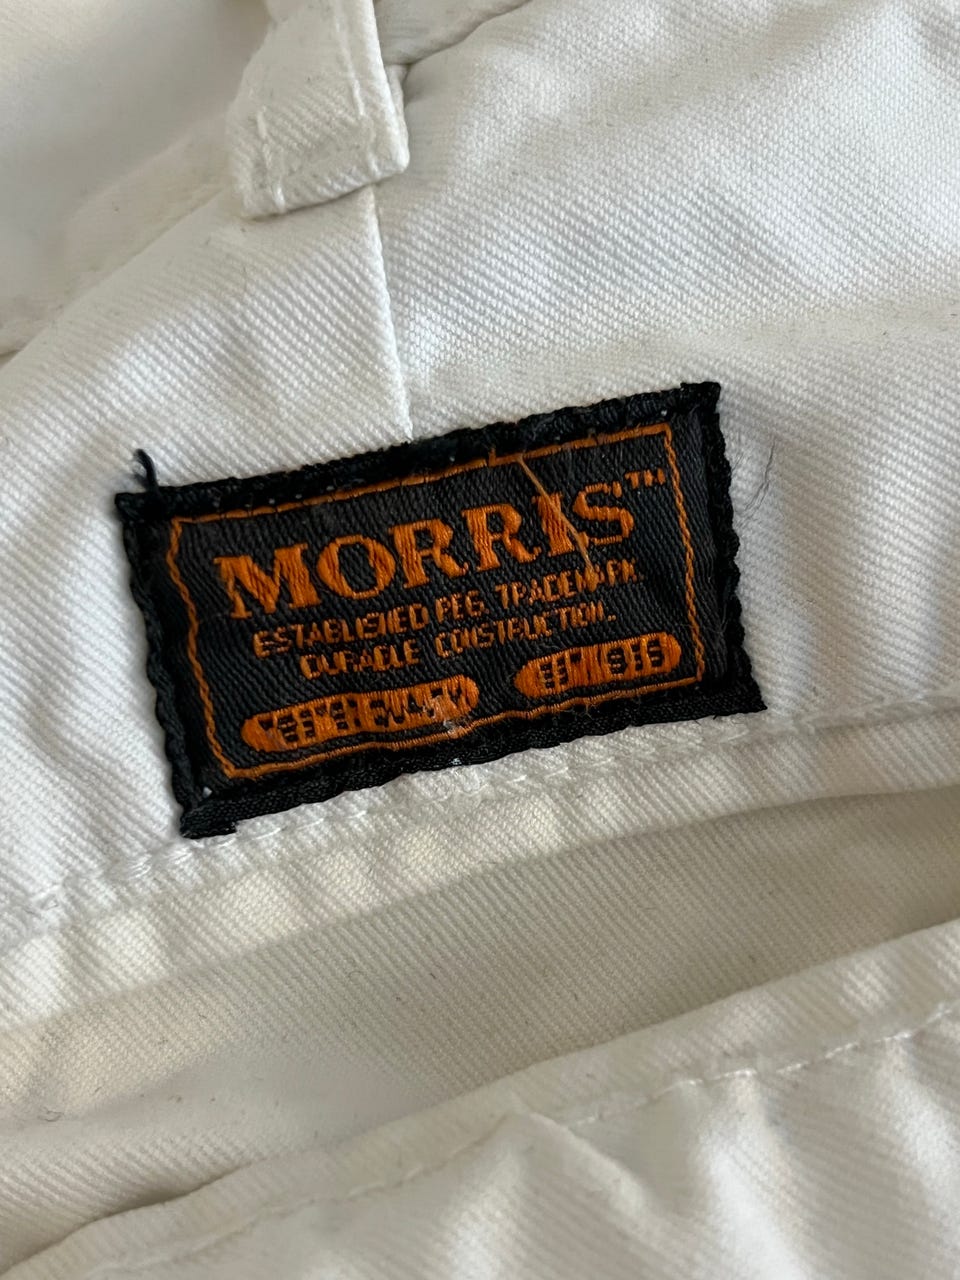 MORRIS™
ESTABLISHED REG. TRADEMARK.
DURABLE CONSTRUCTION.